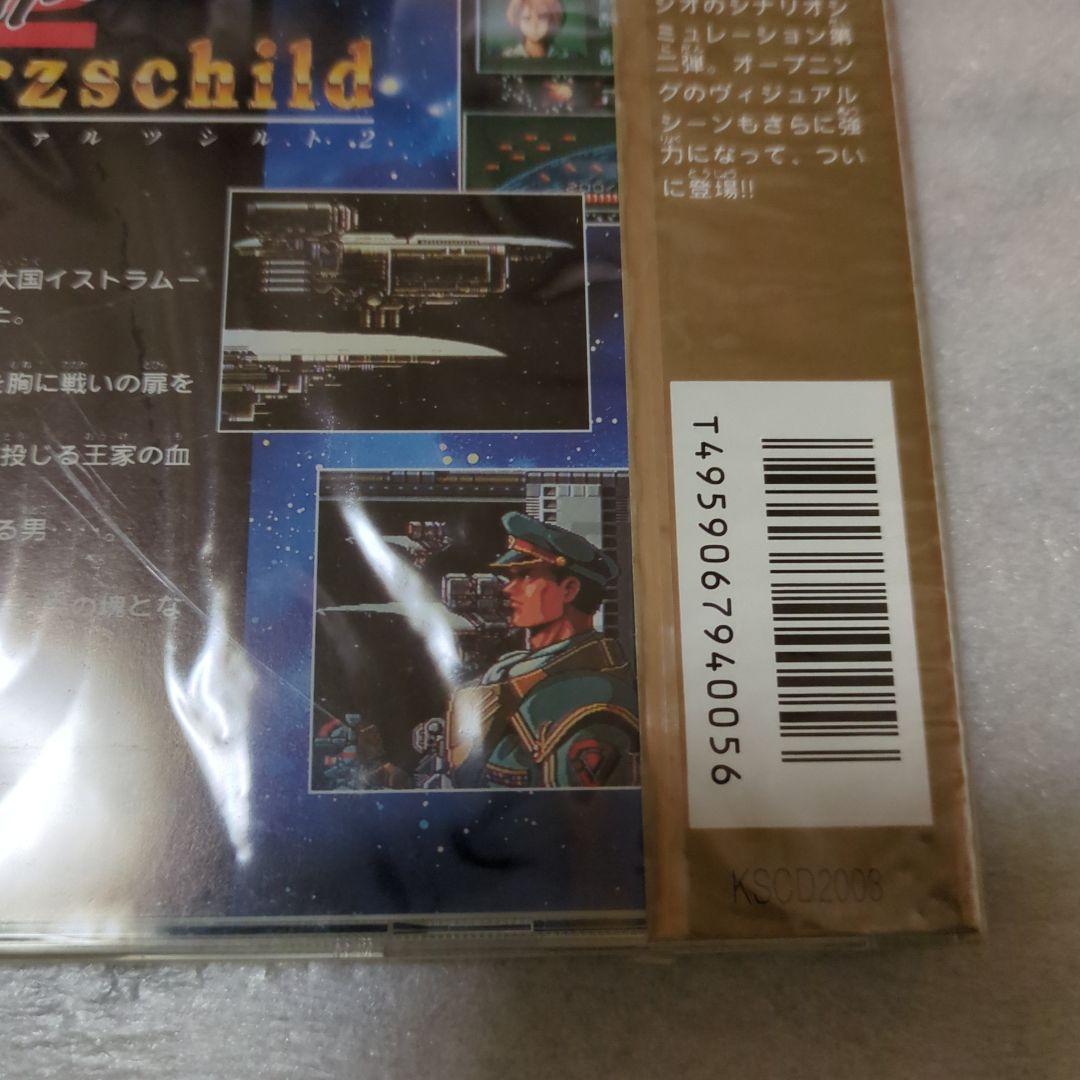 2
rzschild
ァルツシルト2
大国イストラムー
た。
を胸に戦いの扉を
投じる王家の血
る男
の塊とな
200/
ジオのシナリオシ
ミュレーション第
二弾。オープニン
グのヴィジュアル
シーンもさらに強
力になって、つい
に登場!!
T4959067940056
KSCD2008